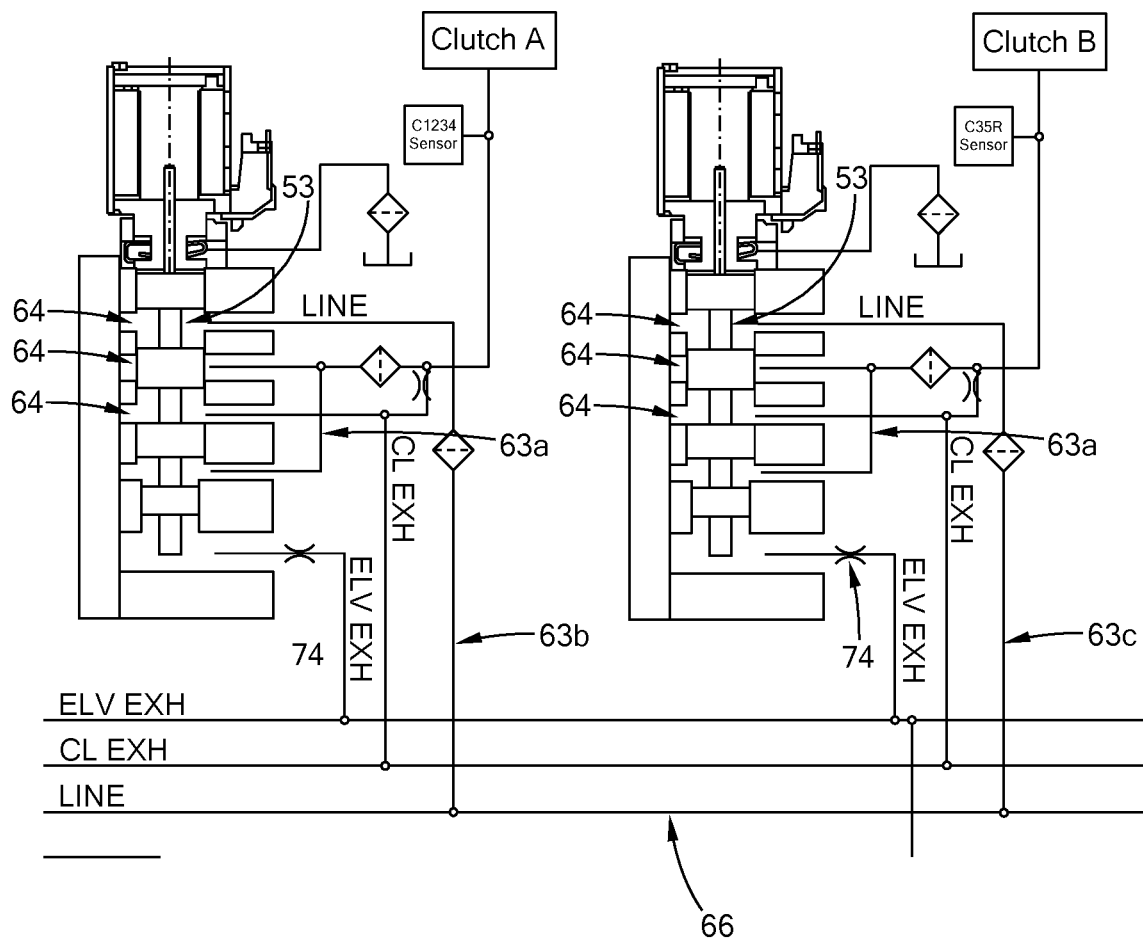 Clutch A
Clutch B
C1234
Sensor
C35R
Sensor
53
53
LINE
LINE
64
64
64
64
64
64
63a
63a
CL EXH
CL EXH
ELV EXH
ELV EXH
63b
63c
74
74
ELV EXH
CL EXH
LINE
66